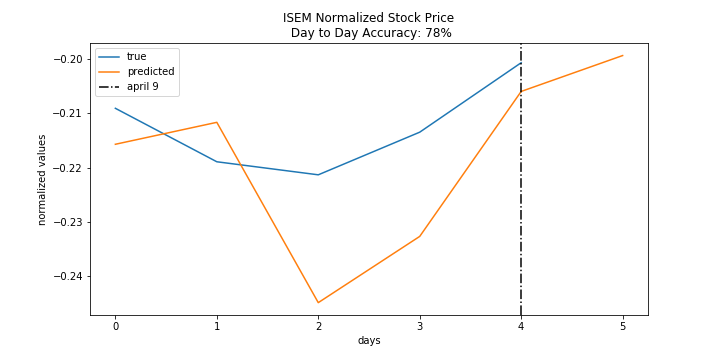 ISEM Normalized Stock Price
Day to Day Accuracy: 78%
true
predicted
april 9
normalized values
−0.20
−0.21
−0.22
−0.23
−0.24
0 1 2 3 4 5
days